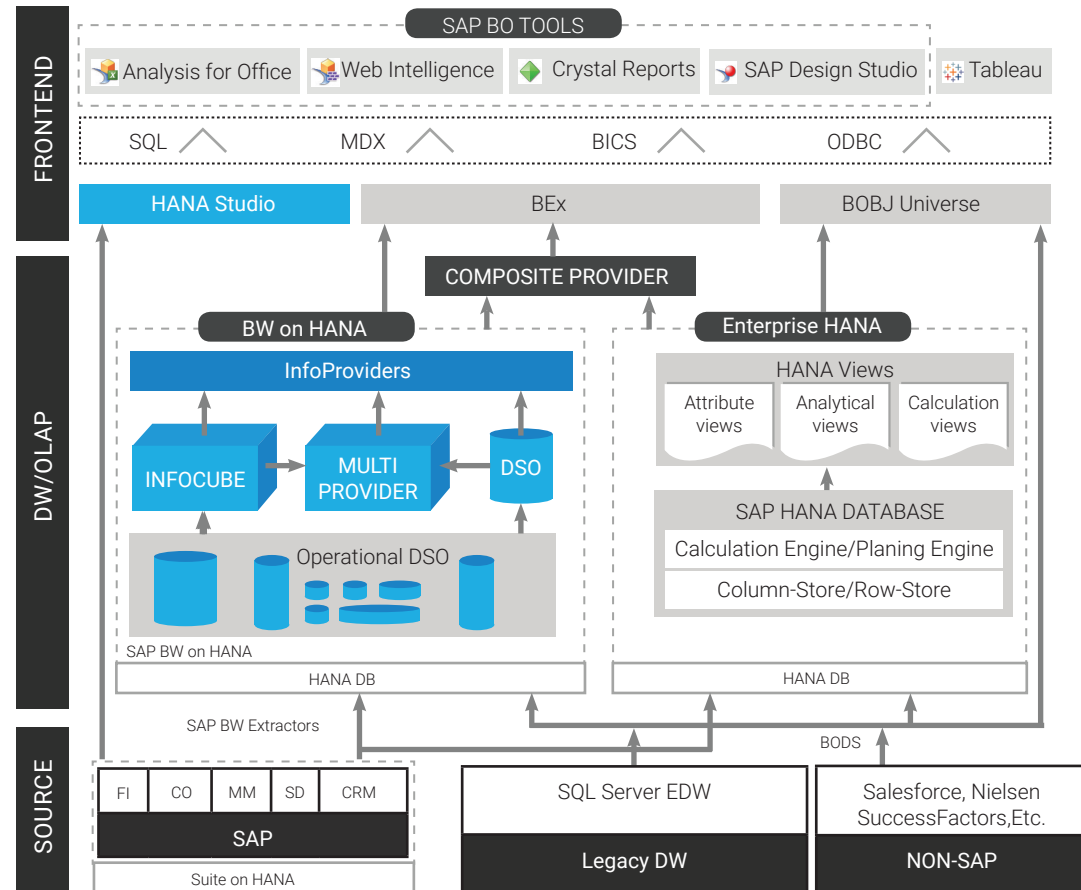 FRONTEND
SAP BO TOOLS
Analysis for Office
Web Intelligence
Crystal Reports
SAP Design Studio
Tableau
SQL
MDX
BICS
ODBC
HANA Studio
BEx
BOBJ Universe
DW/OLAP
COMPOSITE PROVIDER
BW on HANA
InfoProviders
INFOCUBE
MULTI
PROVIDER
DSO
Operational DSO
SAP BW on HANA
HANA DB
Enterprise HANA
HANA Views
Attribute
views
Analytical
views
Calculation
views
SAP HANA DATABASE
Calculation Engine/Planing Engine
Column-Store/Row-Store
HANA DB
SOURCE
SAP BW Extractors
BODS
FI
CO
MM
SD
CRM
SAP
Suite on HANA
SQL Server EDW
Legacy DW
Salesforce, Nielsen
SuccessFactors,Etc.
NON-SAP